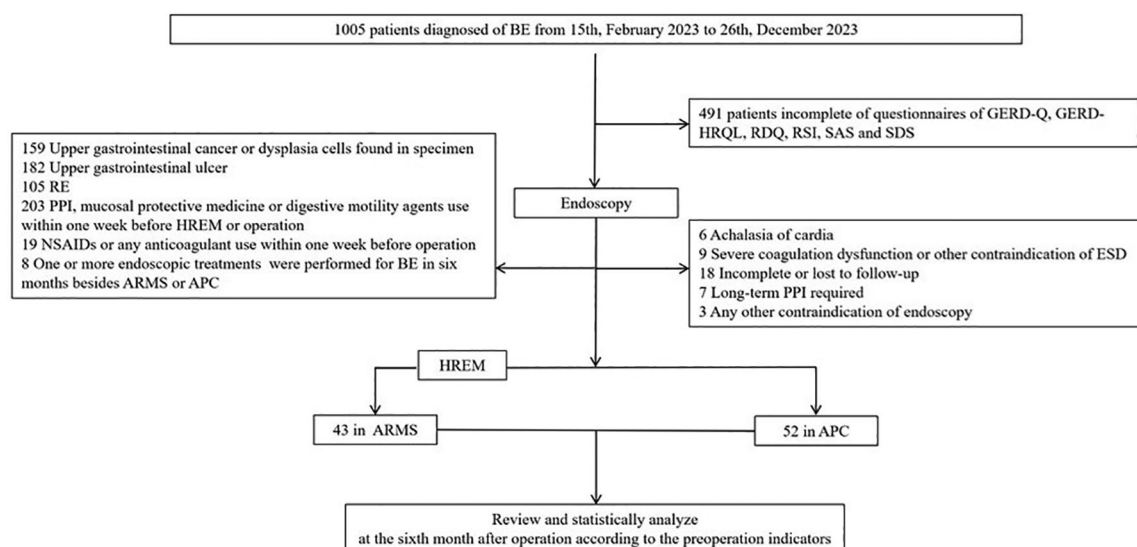 1005 patients diagnosed of BE from 15th, February 2023 to 26th, December 2023
491 patients incomplete of questionnaires of GERD-Q, GERD-
HRQL, RDQ, RSI, SAS and SDS
159 Upper gastrointestinal cancer or dysplasia cells found in specimen
182 Upper gastrointestinal ulcer
105 RE
203 PPI, mucosal protective medicine or digestive motility agents use
within one week before HREM or operation
19 NSAIDs or any anticoagulant use within one week before operation
8 One or more endoscopic treatments were performed for BE in six
months besides ARMS or APC
Endoscopy
6 Achalasia of cardia
9 Severe coagulation dysfunction or other contraindication of ESD
18 Incomplete or lost to follow-up
7 Long-term PPI required
3 Any other contraindication of endoscopy
HREM
43 in ARMS
52 in APC
Review and statistically analyze
at the sixth month after operation according to the preoperation indicators